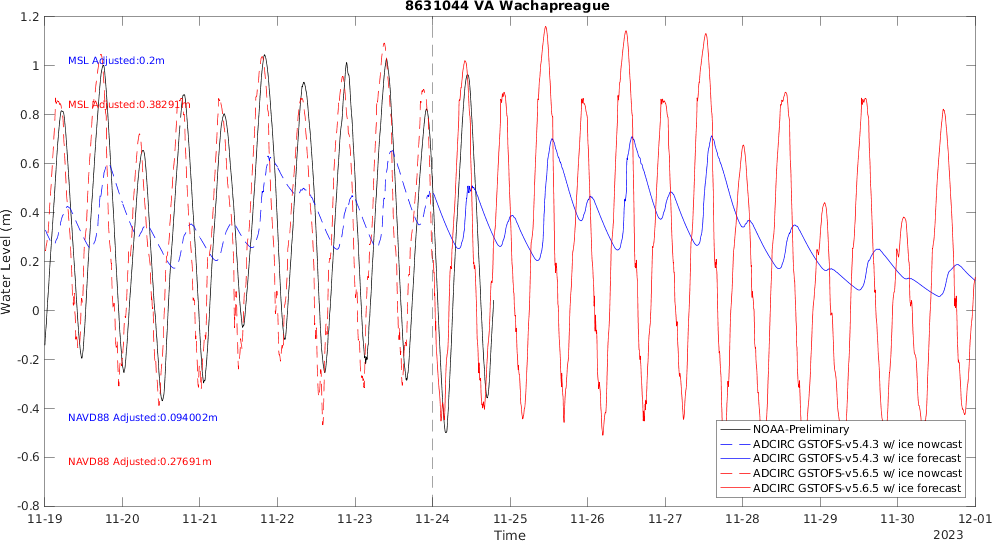 8631044 VA Wachapreague
1.2
1
0.8
0.6
0.4
0.2
0
-0.2
-0.4
-0.6
-0.8
Water Level (m)
MSL Adjusted:0.2m
MSL Adjusted:0.38291m
NAVD88 Adjusted:0.094002m
NAVD88 Adjusted:0.27691m
NOAA-Preliminary
ADCIRC GSTOFS-v5.4.3 w/ ice nowcast
ADCIRC GSTOFS-v5.4.3 w/ ice forecast
ADCIRC GSTOFS-v5.6.5 w/ ice nowcast
ADCIRC GSTOFS-v5.6.5 w/ ice forecast
11-19 11-20 11-21 11-22 11-23 11-24 11-25 11-26 11-27 11-28 11-29 11-30 12-01
Time
2023